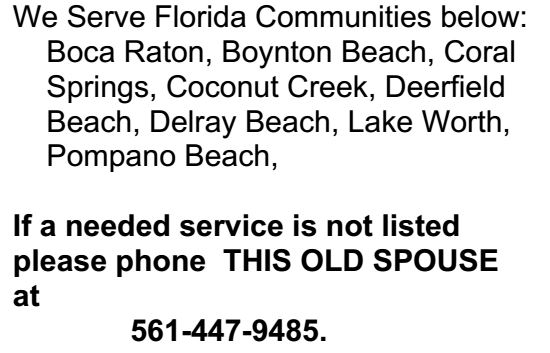 We Serve Florida Communities below:
Boca Raton, Boynton Beach, Coral
Springs, Coconut Creek, Deerfield
Beach, Delray Beach, Lake Worth,
Pompano Beach,
If a needed service is not listed
please phone  THIS OLD SPOUSE
at
561-447-9485.